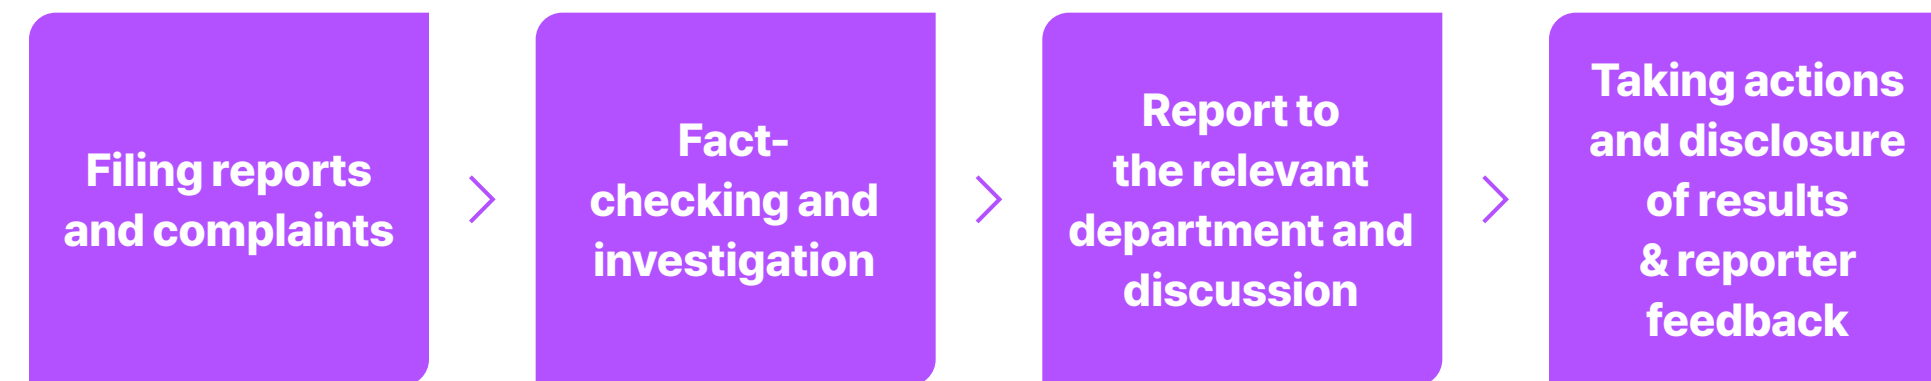 Filing reports
and complaints
Fact-
checking and
investigation
Report to
the relevant
department and
discussion
Taking actions
and disclosure
of results
& reporter
feedback